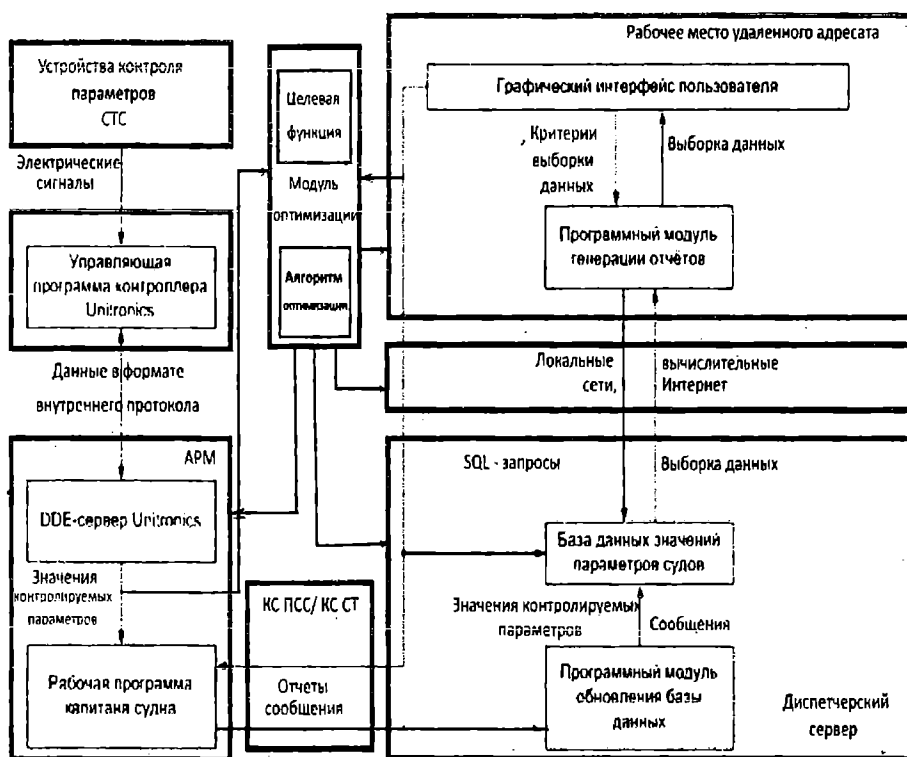 Устройства контроля
параметров
СТС
Электрические
сигналы
Управляющая
программа контроллера
Unitronics
Данные в формате
внутреннего протокола
АРМ
DDE-сервер Unitronics
Значения
контролируемых
параметров
Рабочая программа
капитана судна
Целевая
функция
Модуль
оптимизации
Алгоритм
оптимизации
КС ПСС/ КС СТ
Отчеты
сообщения
Рабочее место удаленного адресата
Графический интерфейс пользователя
Критерии
выборки
данных
Выборка данных
Программный модуль
генерации отчётов
Локальные вычислительные
сети, Интернет
SQL - запросы
Выборка данных
База данных значений
параметров судов
Значения контролируемых
параметров
Сообщения
Программный модуль
обновления базы
данных
Диспетчерский
сервер